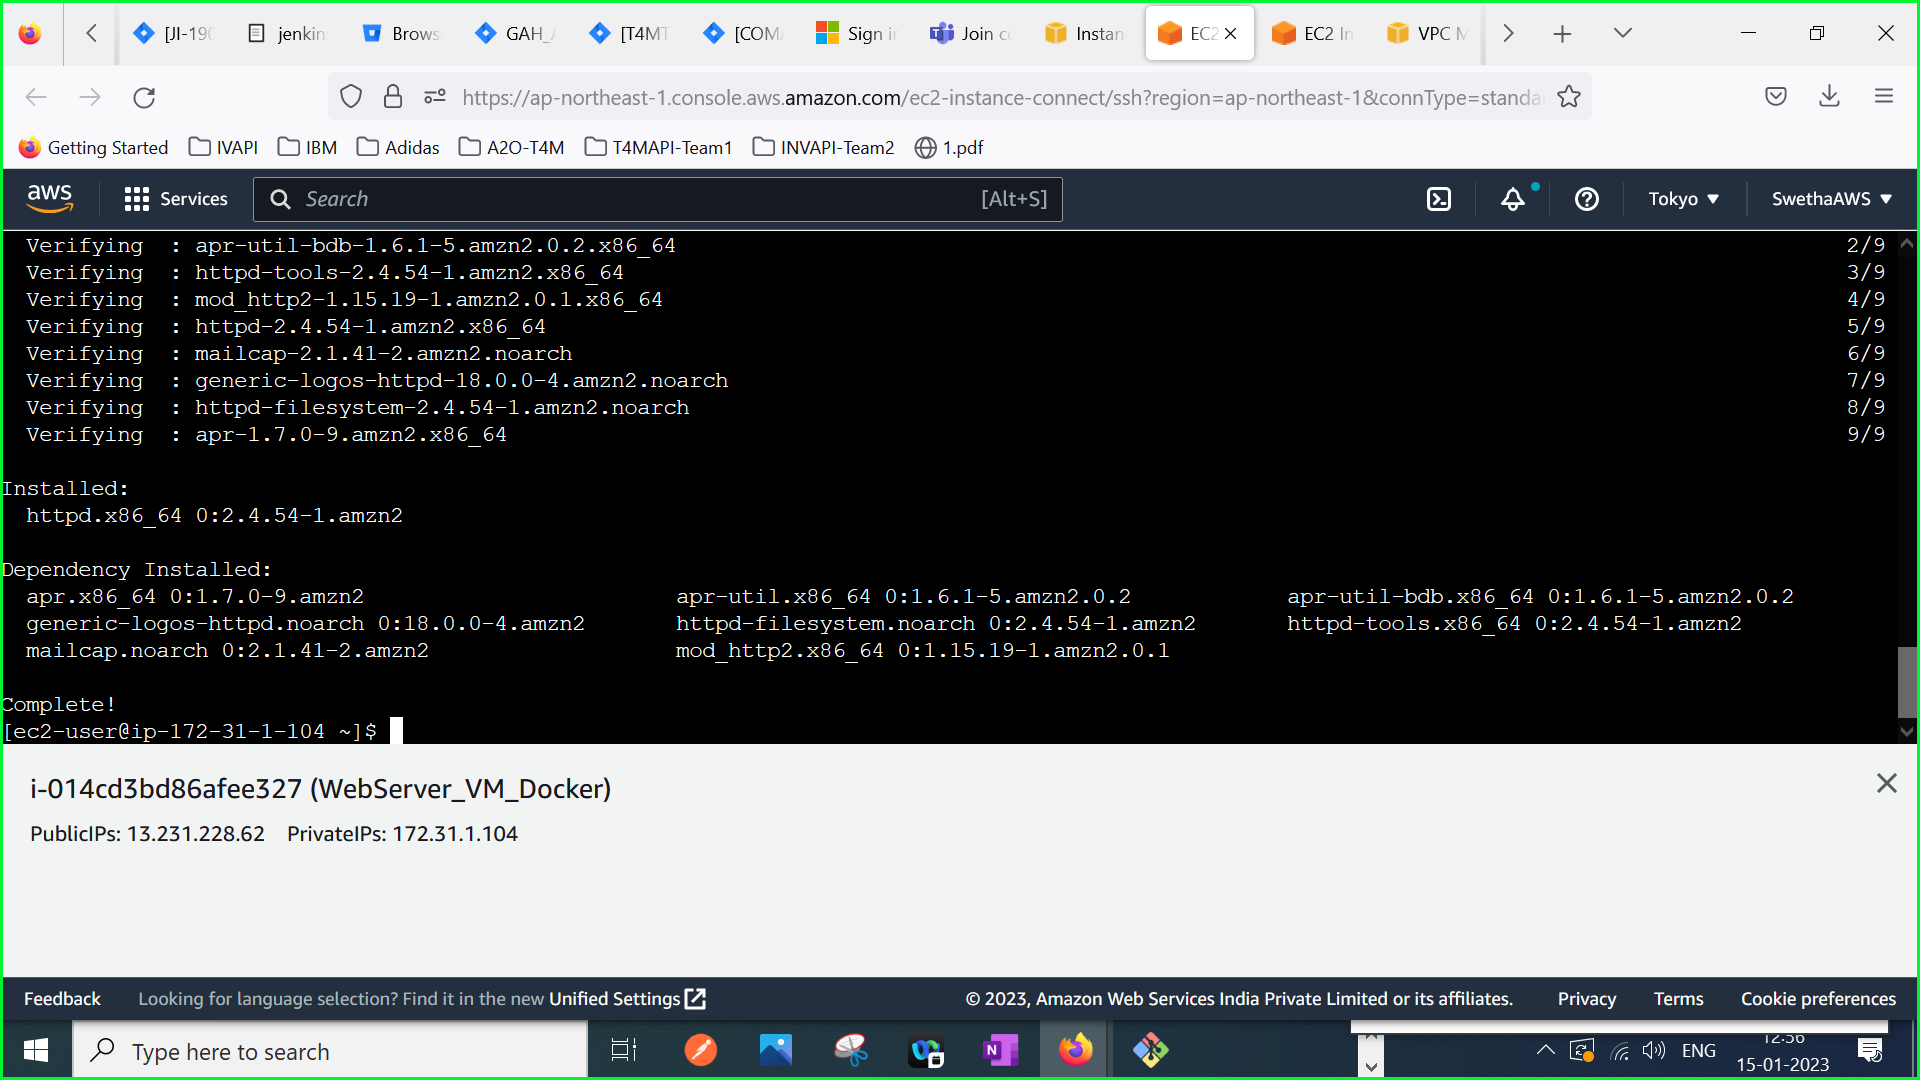 [JI-190
jenkin
Brows
GAH_
[T4MT
[COM
Sign i
Join c
Instan
EC2
EC2 In
VPC M
https://ap-northeast-1.console.aws.amazon.com/ec2-instance-connect/ssh?region=ap-northeast-1&connType=standa
Getting Started IVAPI IBM Adidas A2O-T4M T4MAPI-Team1 INVAPI-Team2 1.pdf
aws Services Search [Alt+S] Tokyo SwethaAWS
Verifying : apr-util-bdb-1.6.1-5.amzn2.0.2.x86_64 2/9
Verifying : httpd-tools-2.4.54-1.amzn2.x86_64 3/9
Verifying : mod_http2-1.15.19-1.amzn2.0.1.x86_64 4/9
Verifying : httpd-2.4.54-1.amzn2.x86_64 5/9
Verifying : mailcap-2.1.41-2.amzn2.noarch 6/9
Verifying : generic-logos-httpd-18.0.0-4.amzn2.noarch 7/9
Verifying : httpd-filesystem-2.4.54-1.amzn2.noarch 8/9
Verifying : apr-1.7.0-9.amzn2.x86_64 9/9
Installed:
httpd.x86_64 0:2.4.54-1.amzn2
Dependency Installed:
apr.x86_64 0:1.7.0-9.amzn2 apr-util.x86_64 0:1.6.1-5.amzn2.0.2 apr-util-bdb.x86_64 0:1.6.1-5.amzn2.0.2
generic-logos-httpd.noarch 0:18.0.0-4.amzn2 httpd-filesystem.noarch 0:2.4.54-1.amzn2 httpd-tools.x86_64 0:2.4.54-1.amzn2
mailcap.noarch 0:2.1.41-2.amzn2 mod_http2.x86_64 0:1.15.19-1.amzn2.0.1
Complete!
[ec2-user@ip-172-31-1-104 ~]$
i-014cd3bd86afee327 (WebServer_VM_Docker)
PublicIPs: 13.231.228.62 PrivateIPs: 172.31.1.104
Feedback Looking for language selection? Find it in the new Unified Settings © 2023, Amazon Web Services India Private Limited or its affiliates. Privacy Terms Cookie preferences
Type here to search
ENG
12:56
15-01-2023